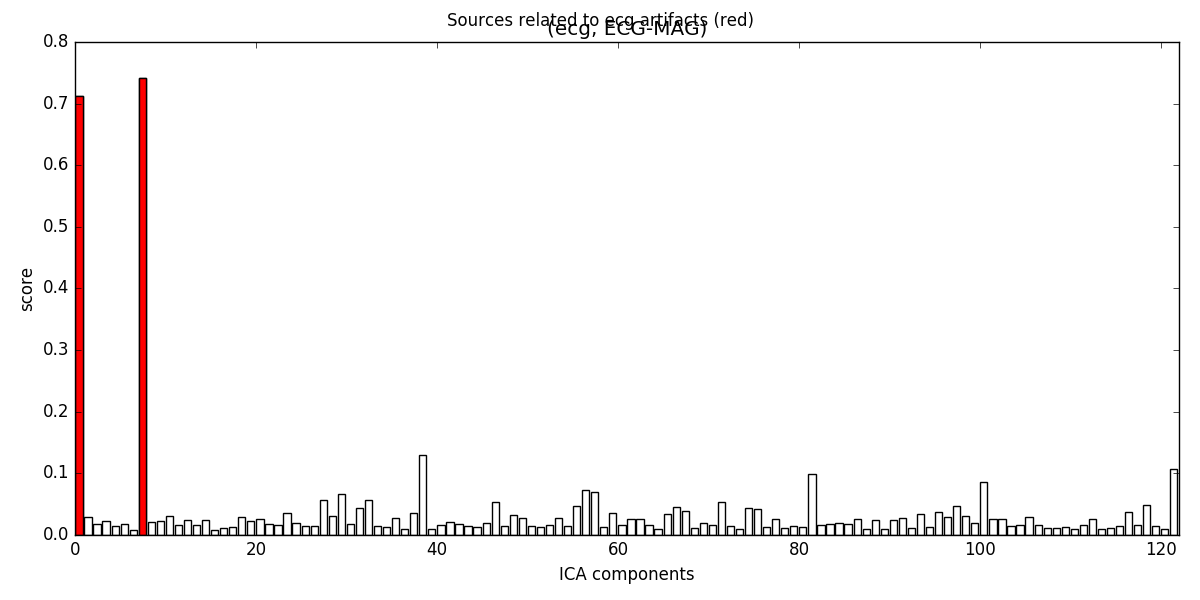 Sources related to ecg artifacts (red)
(ecg, ECG-MAG)
0.8
0.7
0.6
0.5
0.4
0.3
0.2
0.1
0.0
score
0 20 40 60 80 100 120
ICA components